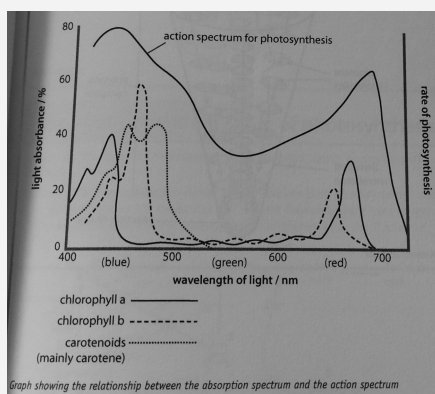 80
action spectrum for photosynthesis
60
light absorbance / %
rate of photosynthesis
40
20
0
400
(blue)
500
(green)
600
(red)
700
wavelength of light / nm
chlorophyll a
chlorophyll b
carotenoids
(mainly carotene)
Graph showing the relationship between the absorption spectrum and the action spectrum